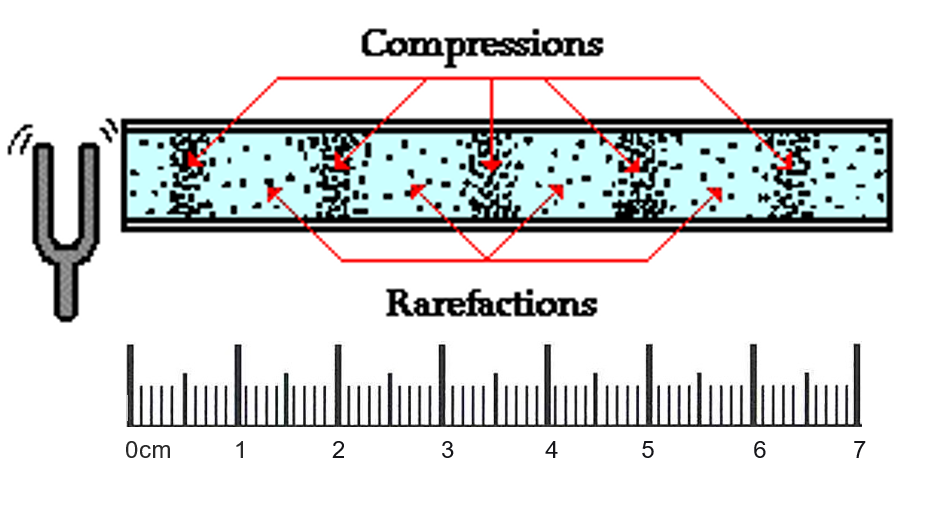 Compressions
Rarefactions
0cm 1 2 3 4 5 6 7